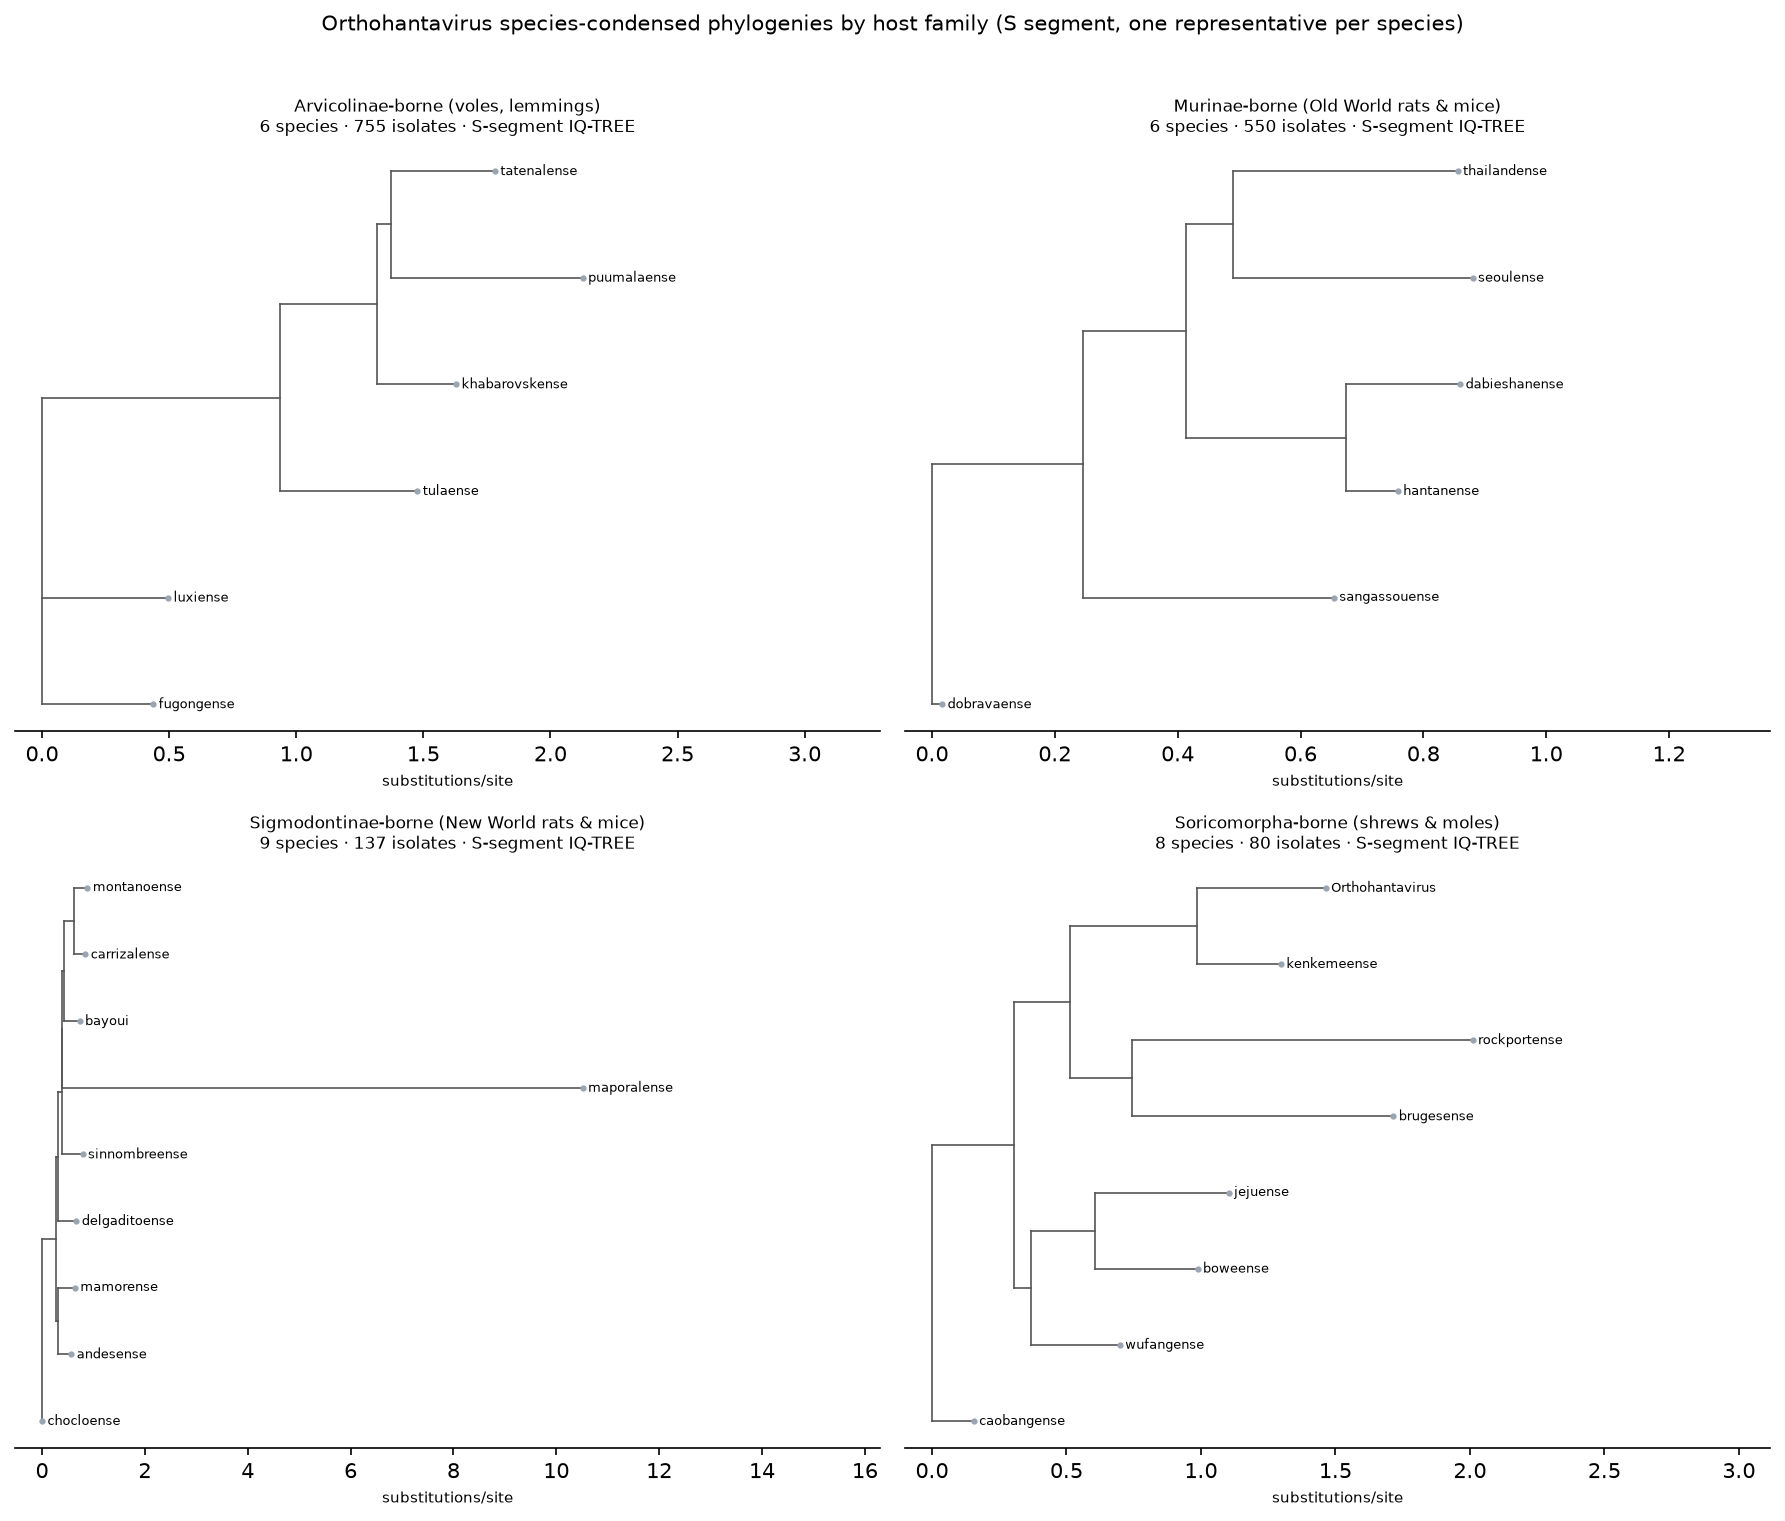 Orthohantavirus species-condensed phylogenies by host family (S segment, one representative per species)
Arvicolinae-borne (voles, lemmings)
6 species · 755 isolates · S-segment IQ-TREE
tatenalense
puumalaense
khabarovskense
tulaense
luxiense
fugongense
0.0 0.5 1.0 1.5 2.0 2.5 3.0
substitutions/site
Murinae-borne (Old World rats & mice)
6 species · 550 isolates · S-segment IQ-TREE
thailandense
seoulense
dabieshanense
hantanense
sangassouense
dobravaense
0.0 0.2 0.4 0.6 0.8 1.0 1.2
substitutions/site
Sigmodontinae-borne (New World rats & mice)
9 species · 137 isolates · S-segment IQ-TREE
montanoense
carrizalense
bayoui
maporalense
sinnombreense
delgaditoense
mamorense
andesense
chocloense
0 2 4 6 8 10 12 14 16
substitutions/site
Soricomorpha-borne (shrews & moles)
8 species · 80 isolates · S-segment IQ-TREE
Orthohantavirus
kenkemeense
rockportense
brugesense
jejuense
boweense
wufangense
caobangense
0.0 0.5 1.0 1.5 2.0 2.5 3.0
substitutions/site